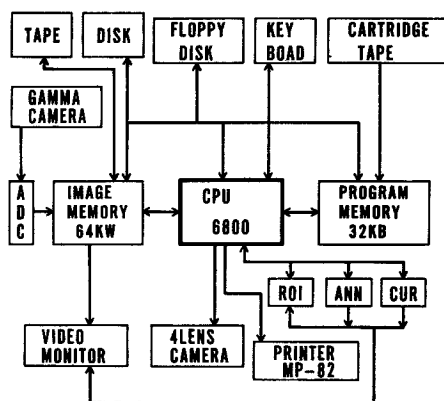 TAPE
DISK
FLOPPY
DISK
KEY
BOAD
CARTRIDGE
TAPE
GAMMA
CAMERA
A
D
C
IMAGE
MEMORY
64KW
CPU
6800
PROGRAM
MEMORY
32KB
ROI
ANN
CUR
VIDEO
MONITOR
4LENS
CAMERA
PRINTER
MP-82